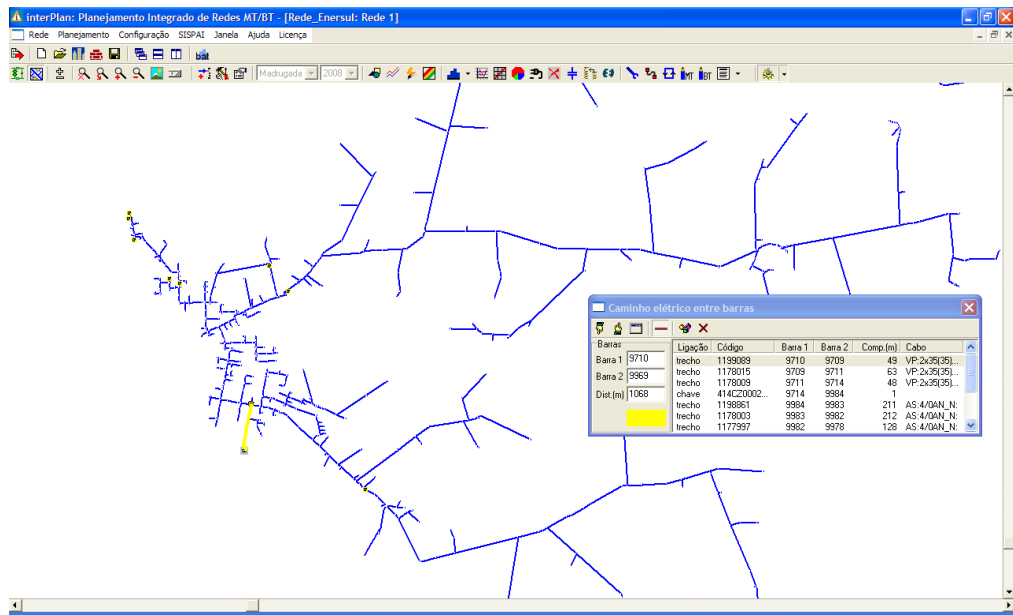 interPlan: Planejamento Integrado de Redes MT/BT - [Rede_Enersul: Rede 1]
Rede Planejamento Configuração SISPAI Janela Ajuda Licença
bat
Madrugada 2008 MT BT
Caminho elétrico entre barras
Barras
Barra 1 9710
Barra 2 9969
Dist.(m) 1068
Ligação Código Barra 1 Barra 2 Comp.(m) Cabo
trecho 1199089 9710 9709 49 VP:2x35(35)...
trecho 1178015 9709 9711 63 VP:2x35(35)...
trecho 1178009 9711 9714 48 VP:2x35(35)...
chave 414CZ0002... 9714 9984 1
trecho 1198861 9984 9983 211 AS:4/0AN_N:
trecho 1178003 9983 9982 212 AS:4/0AN_N:
trecho 1177997 9982 9978 128 AS:4/0AN_N: